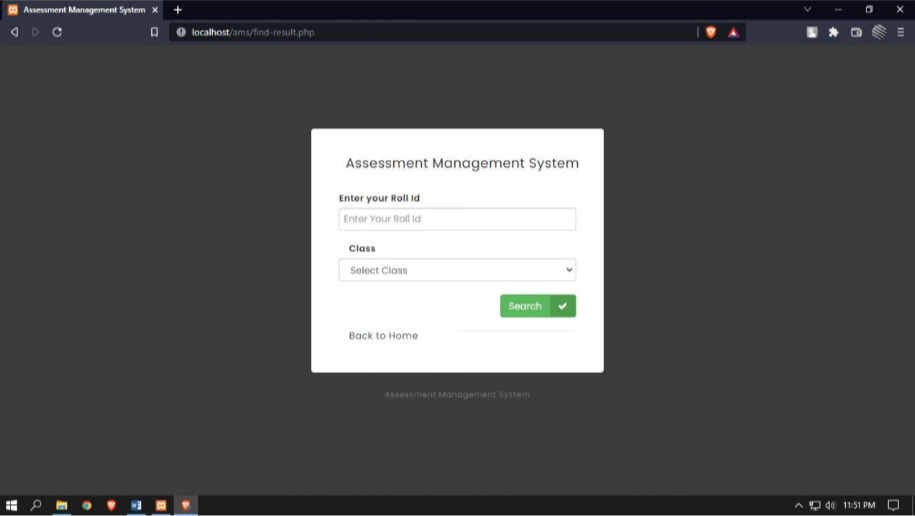 Assessment Management System
localhost/ams/find-result.php
Assessment Management System
Enter your Roll Id
Enter Your Roll Id
Class
Select Class
Search
Back to Home
Assessment Management System
11:51 PM